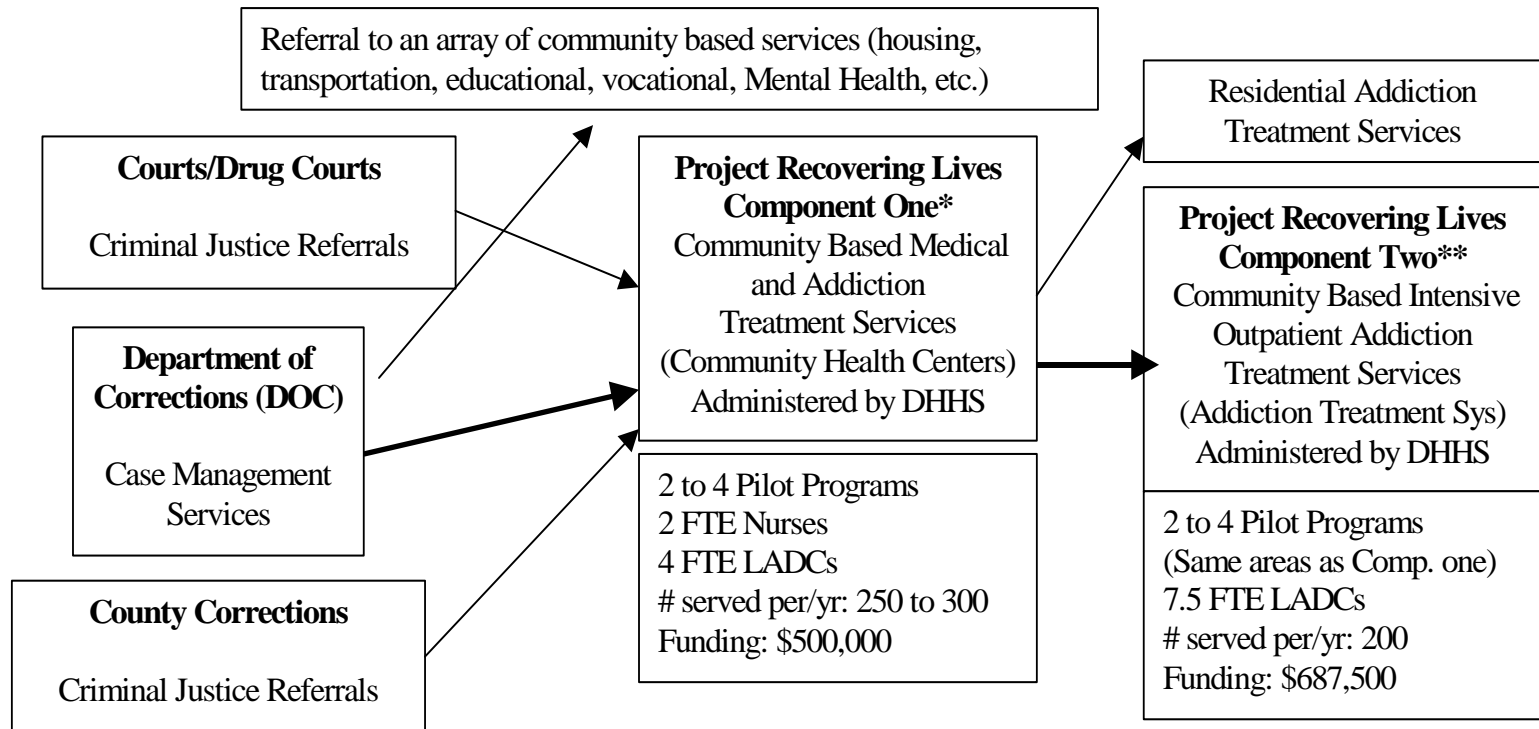 Referral to an array of community based services (housing,
transportation, educational, vocational, Mental Health, etc.)
Courts/Drug Courts
Criminal Justice Referrals
Department of
Corrections (DOC)
Case Management
Services
County Corrections
Criminal Justice Referrals
Project Recovering Lives
Component One*
Community Based Medical
and Addiction
Treatment Services
(Community Health Centers)
Administered by DHHS
2 to 4 Pilot Programs
2 FTE Nurses
4 FTE LADCs
# served per/yr: 250 to 300
Funding: $500,000
Residential Addiction
Treatment Services
Project Recovering Lives
Component Two**
Community Based Intensive
Outpatient Addiction
Treatment Services
(Addiction Treatment Sys)
Administered by DHHS
2 to 4 Pilot Programs
(Same areas as Comp. one)
7.5 FTE LADCs
# served per/yr: 200
Funding: $687,500